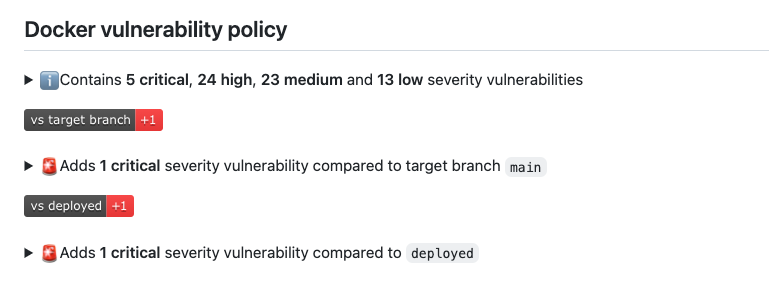 Docker vulnerability policy
Contains 5 critical, 24 high, 23 medium and 13 low severity vulnerabilities
vs target branch +1
Adds 1 critical severity vulnerability compared to target branch main
vs deployed +1
Adds 1 critical severity vulnerability compared to deployed